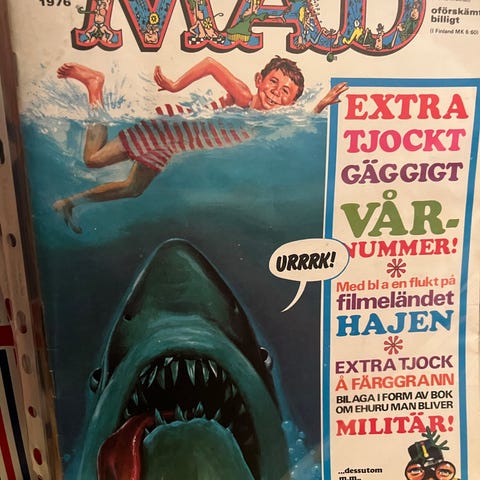 1976
MAD
oförskämt
billigt
(I Finland MK 6:60)
EXTRA
TJOCKT
GÄGGIGT
VÅR-
NUMMER!
URRRK!
Med bl a en flukt på
filmeländet
HAJEN
EXTRA TJOCK
Å FÄRGGRANN
BILAGA I FORM AV BOK
OM EHURU MAN BLIVER
MILITÄR!
...dessutom
m.m..